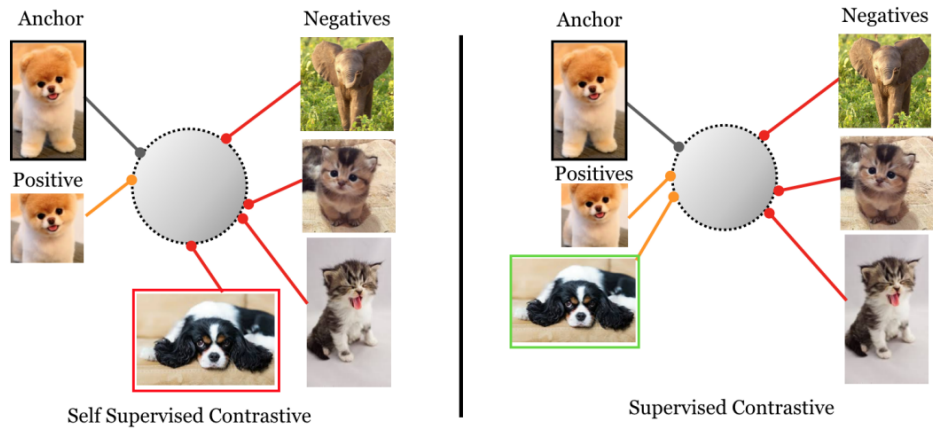 Anchor
Negatives
Positive
Self Supervised Contrastive
Anchor
Negatives
Positives
Supervised Contrastive